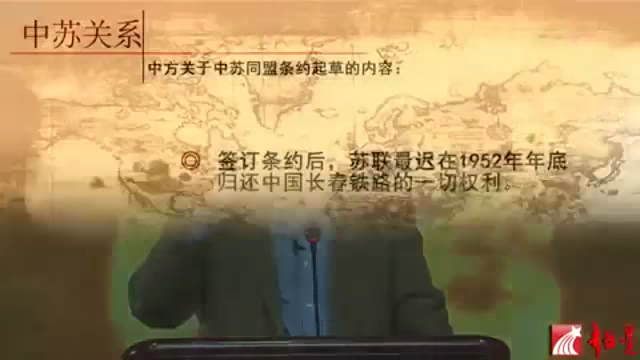 中苏关系
中方关于中苏同盟条约起草的内容：
签订条约后，苏联最迟在1952年年底
归还中国长春铁路的一切权利。